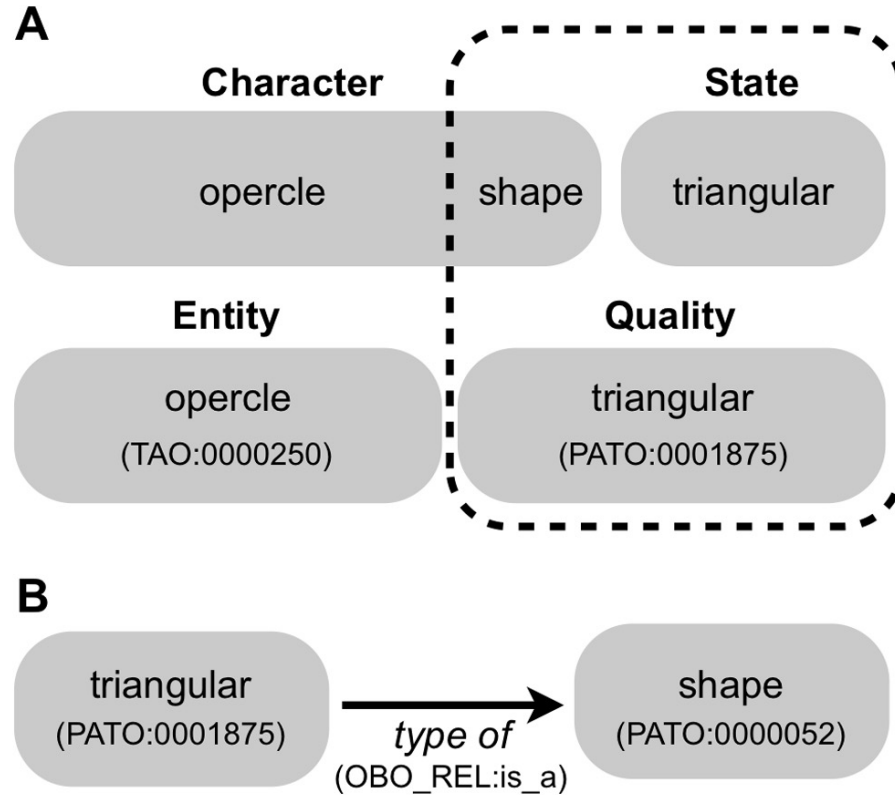 A
Character
State
opercle
shape
triangular
Entity
Quality
opercle
(TAO:0000250)
triangular
(PATO:0001875)
B
triangular
(PATO:0001875)
type of
(OBO_REL:is_a)
shape
(PATO:0000052)